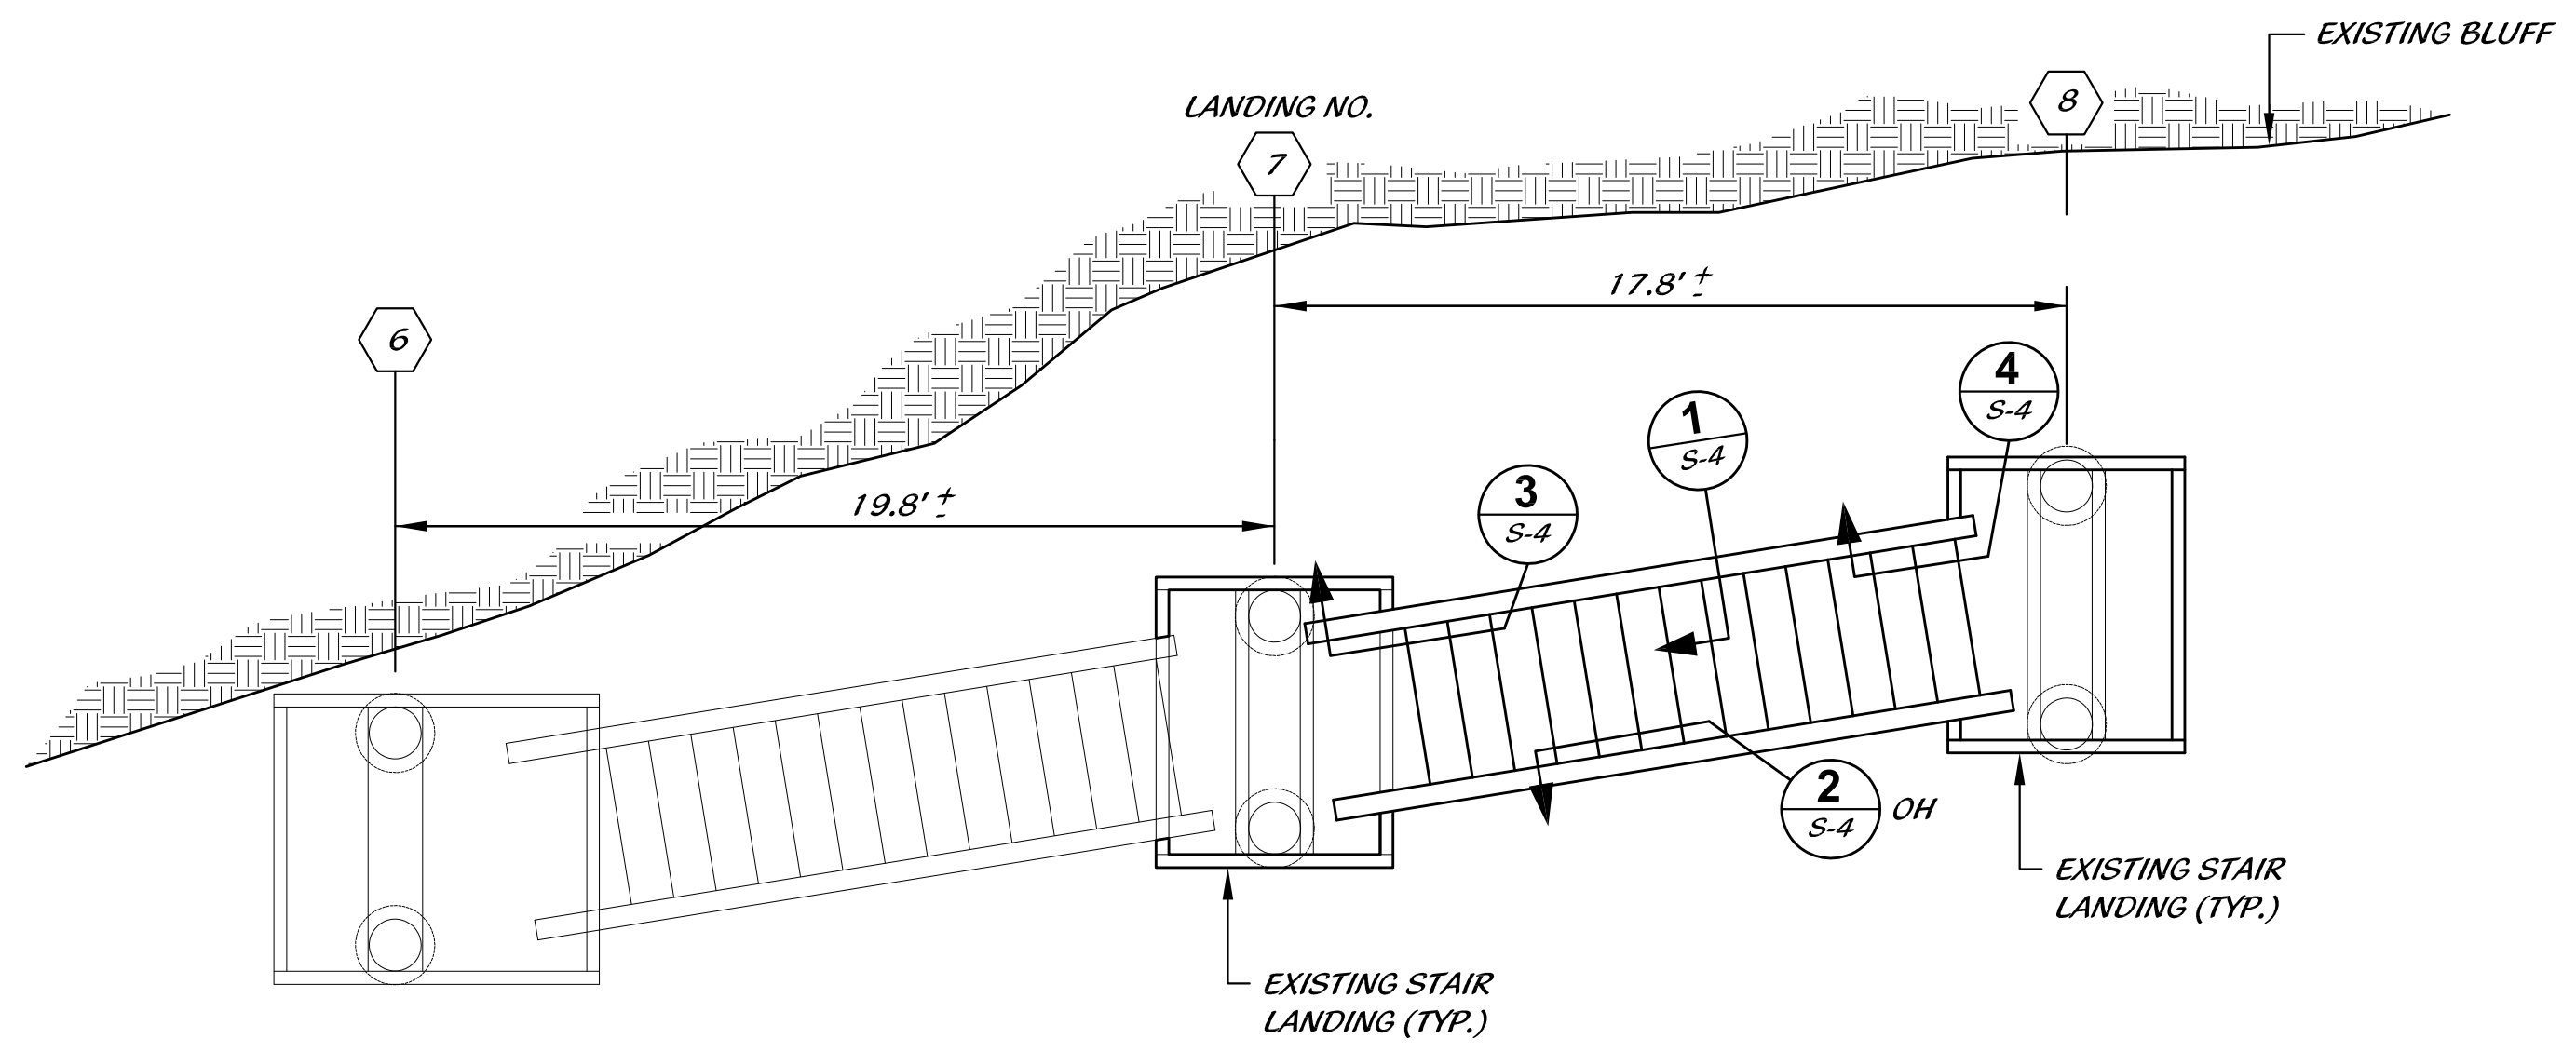 EXISTING BLUFF
LANDING NO.
8
7
17.8' ±
6
4
S-4
1
S-4
3
S-4
19.8' ±
2
S-4
OH
EXISTING STAIR
LANDING (TYP.)
EXISTING STAIR
LANDING (TYP.)